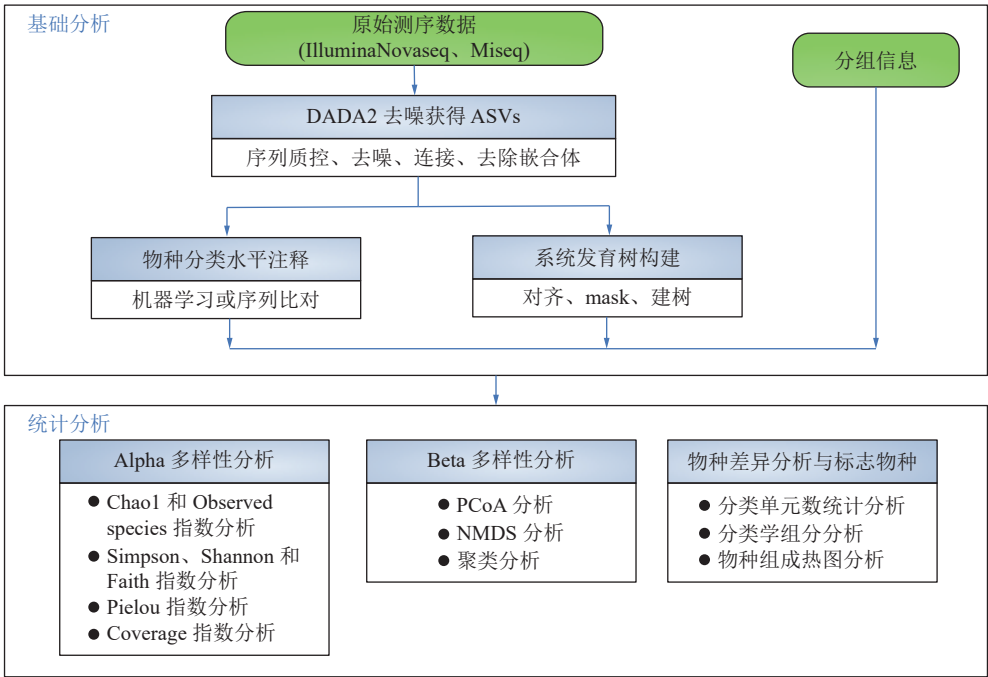 基础分析
原始测序数据
(IlluminaNovaseq、Miseq)
分组信息
DADA2 去噪获得 ASVs
序列质控、去噪、连接、去除嵌合体
物种分类水平注释
机器学习或序列比对
系统发育树构建
对齐、mask、建树
统计分析
Alpha 多样性分析
● Chao1 和 Observed
species 指数分析
● Simpson、Shannon 和
Faith 指数分析
● Pielou 指数分析
● Coverage 指数分析
Beta 多样性分析
● PCoA 分析
● NMDS 分析
● 聚类分析
物种差异分析与标志物种
● 分类单元数统计分析
● 分类学组分分析
● 物种组成热图分析